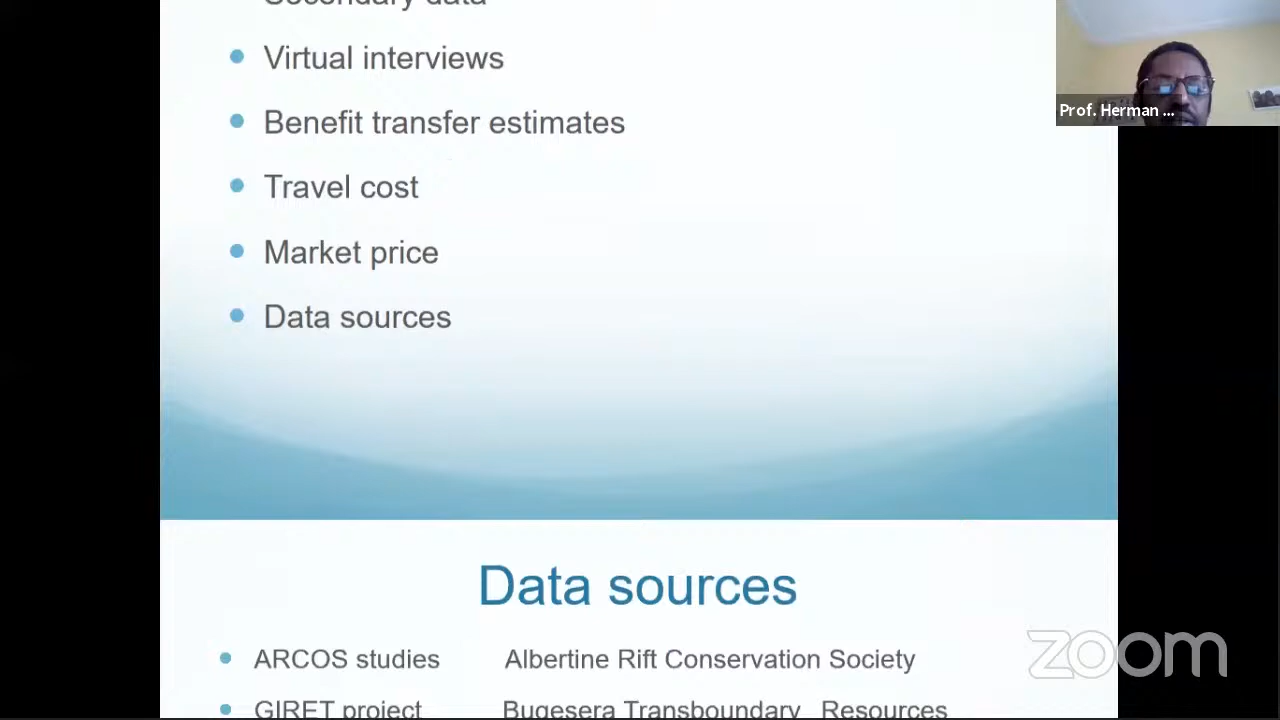 Secondary data
Virtual interviews
Benefit transfer estimates
Travel cost
Market price
Data sources
Prof. Herman ...
Data sources
ARCOS studies Albertine Rift Conservation Society
GIRET project Bugesera Transboundary Resources
zoom